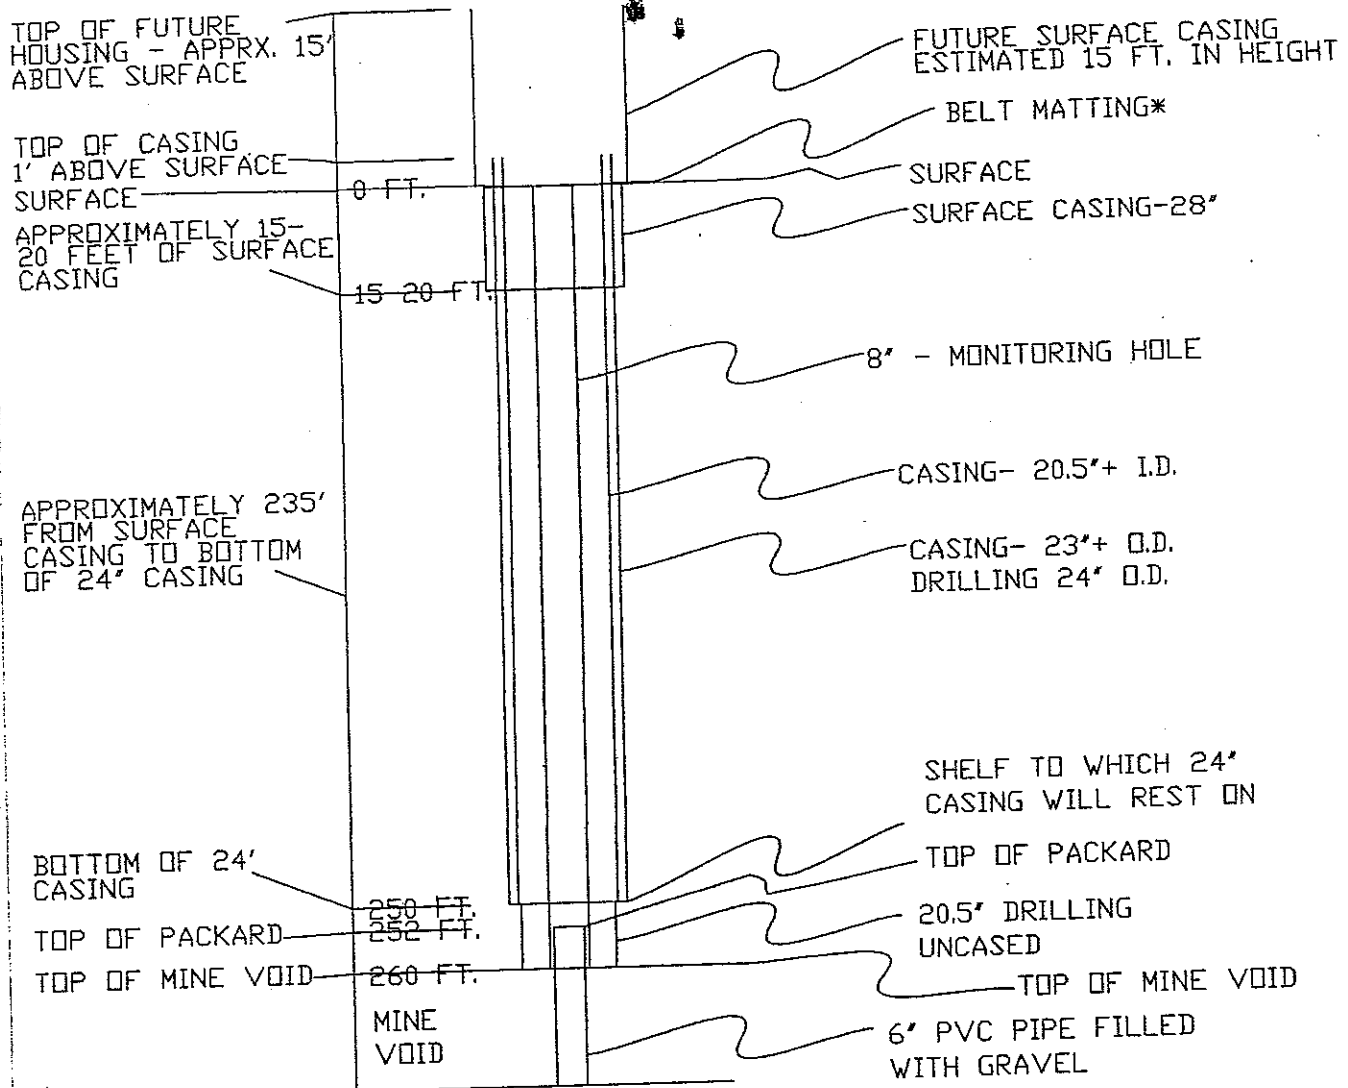 TOP OF FUTURE
HOUSING - APPRX. 15'
ABOVE SURFACE
TOP OF CASING
1' ABOVE SURFACE
SURFACE
0 FT.
APPROXIMATELY 15-
20 FEET OF SURFACE
CASING
15-20 FT.
APPROXIMATELY 235'
FROM SURFACE
CASING TO BOTTOM
OF 24" CASING
BOTTOM OF 24'
CASING
250 FT.
TOP OF PACKARD
252 FT.
TOP OF MINE VOID
260 FT.
MINE
VOID
FUTURE SURFACE CASING
ESTIMATED 15 FT. IN HEIGHT
BELT MATTING*
SURFACE
SURFACE CASING-28"
8" - MONITORING HOLE
CASING- 20.5"+ I.D.
CASING- 23"+ O.D.
DRILLING 24" O.D.
SHELF TO WHICH 24"
CASING WILL REST ON
TOP OF PACKARD
20.5" DRILLING
UNCASED
TOP OF MINE VOID
6" PVC PIPE FILLED
WITH GRAVEL